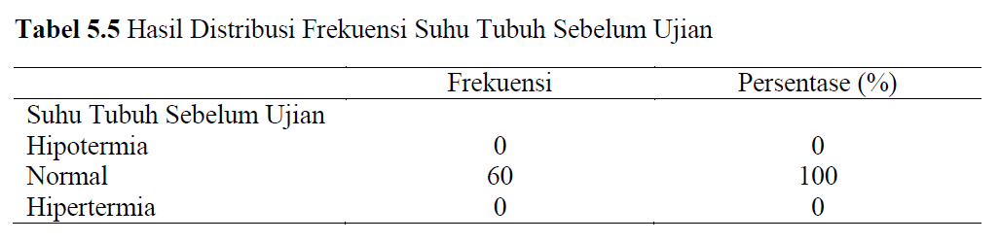 Tabel 5.5 Hasil Distribusi Frekuensi Suhu Tubuh Sebelum Ujian
Frekuensi Persentase (%)
Suhu Tubuh Sebelum Ujian
Hipotermia 0 0
Normal 60 100
Hipertermia 0 0